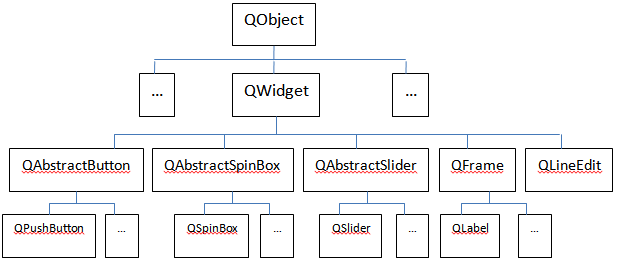 QObject
... QWidget ...
QAbstractButton QAbstractSpinBox QAbstractSlider QFrame QLineEdit
QPushButton ... QSpinBox ... QSlider ... QLabel ...